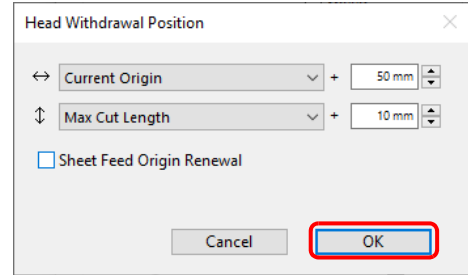 Head Withdrawal Position
Current Origin + 50 mm
Max Cut Length + 10 mm
Sheet Feed Origin Renewal
Cancel OK